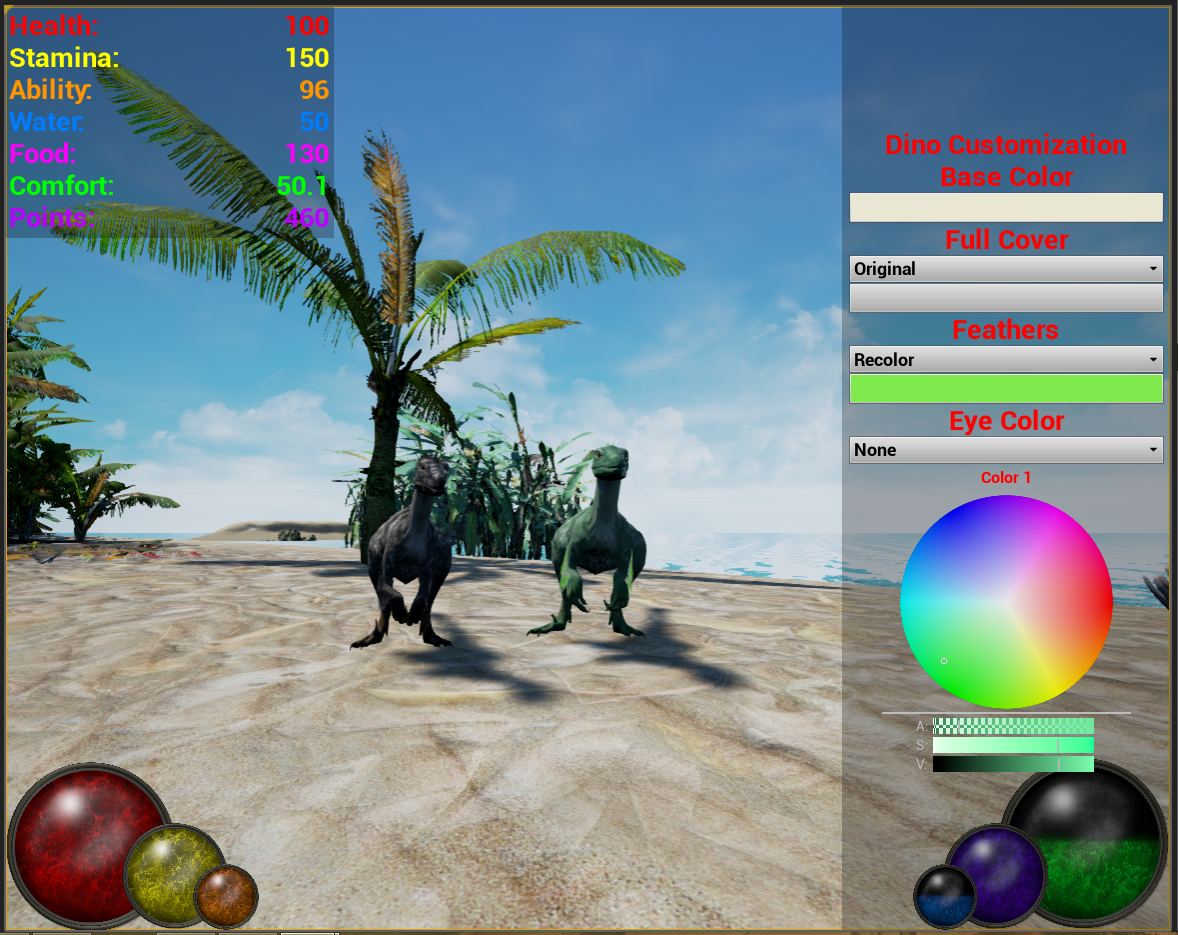 Health: 100
Stamina: 150
Ability: 96
Water: 50
Food: 130
Comfort: 50.1
Points: 460
Dino Customization
Base Color
Full Cover
Original
Feathers
Recolor
Eye Color
None
Color 1
A:
S:
V: